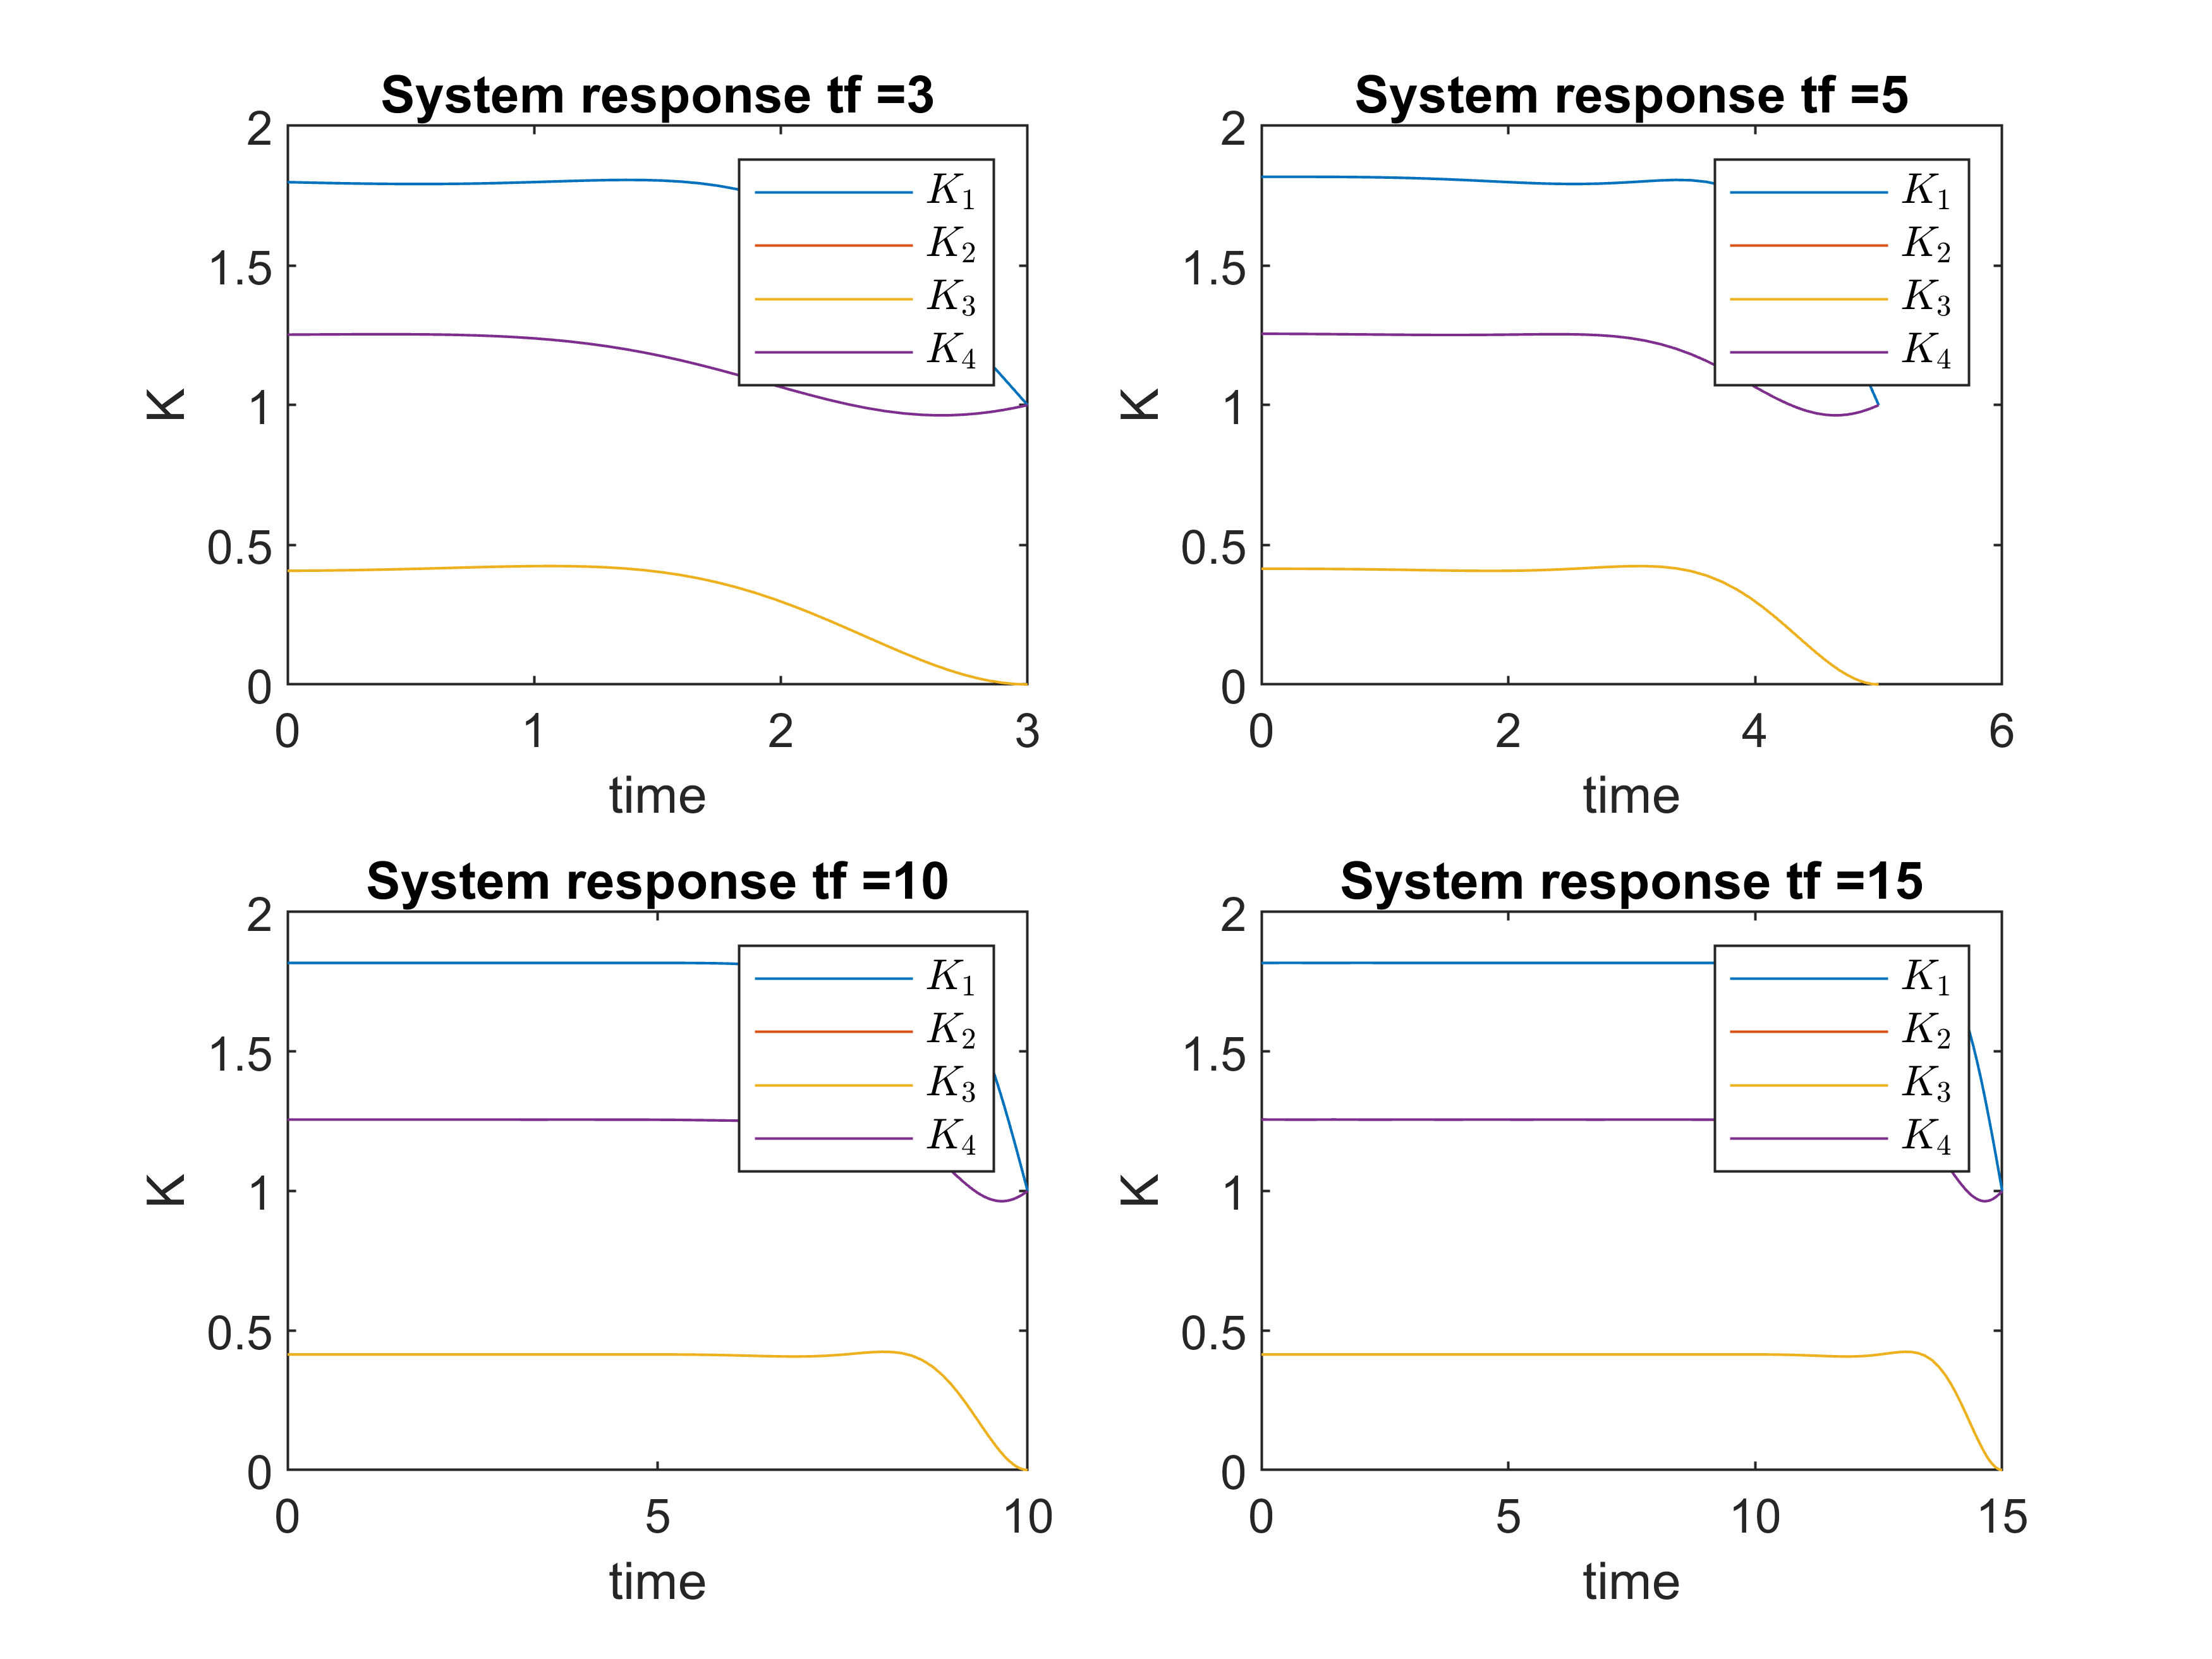 System response tf =3
2
1.5
1
0.5
0
K
K1
K2
K3
K4
0 1 2 3
time
System response tf =5
2
1.5
1
0.5
0
K
K1
K2
K3
K4
0 2 4 6
time
System response tf =10
2
1.5
1
0.5
0
K
K1
K2
K3
K4
0 5 10
time
System response tf =15
2
1.5
1
0.5
0
K
K1
K2
K3
K4
0 5 10 15
time